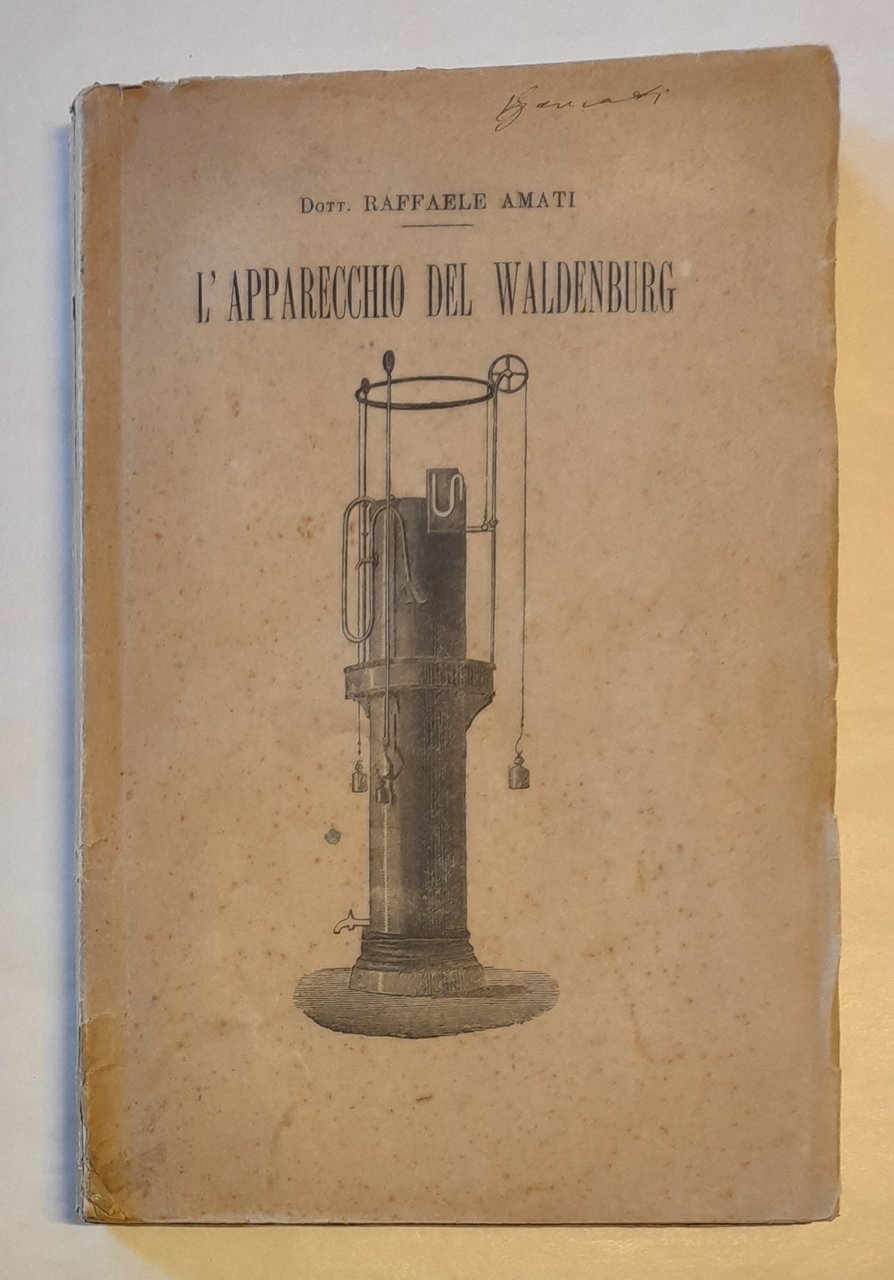 Dott. RAFFAELE AMATI
L' APPARECCHIO DEL WALDENBURG